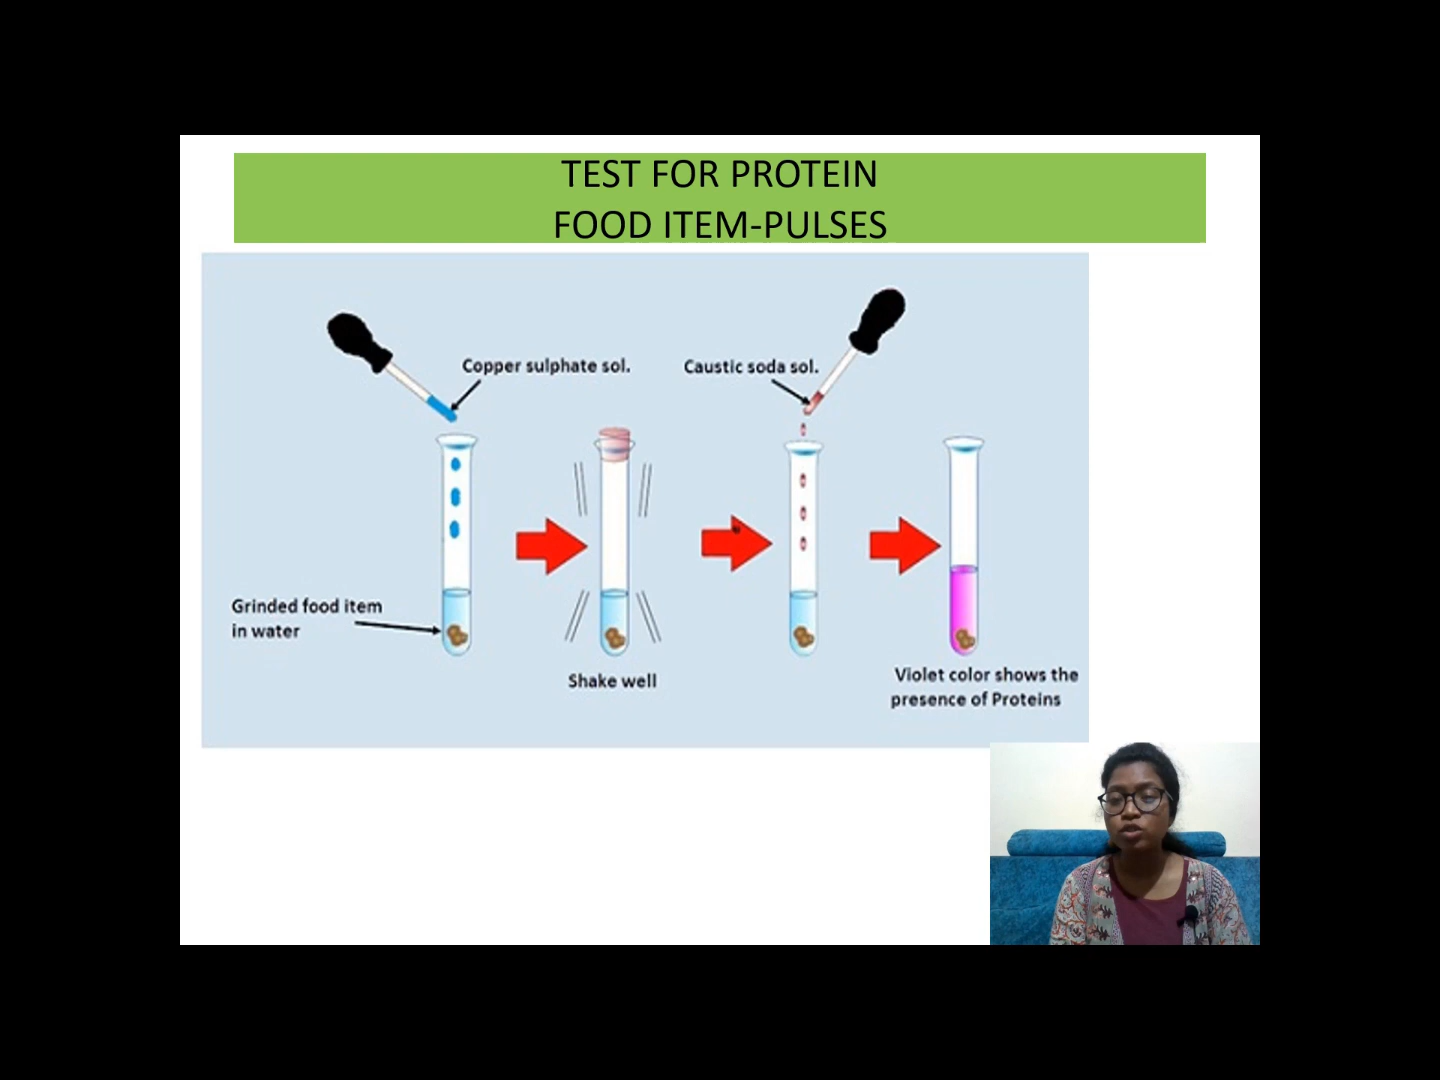 TEST FOR PROTEIN
FOOD ITEM-PULSES
Copper sulphate sol.
Caustic soda sol.
Grinded food item
in water
Shake well
Violet color shows the
presence of Proteins